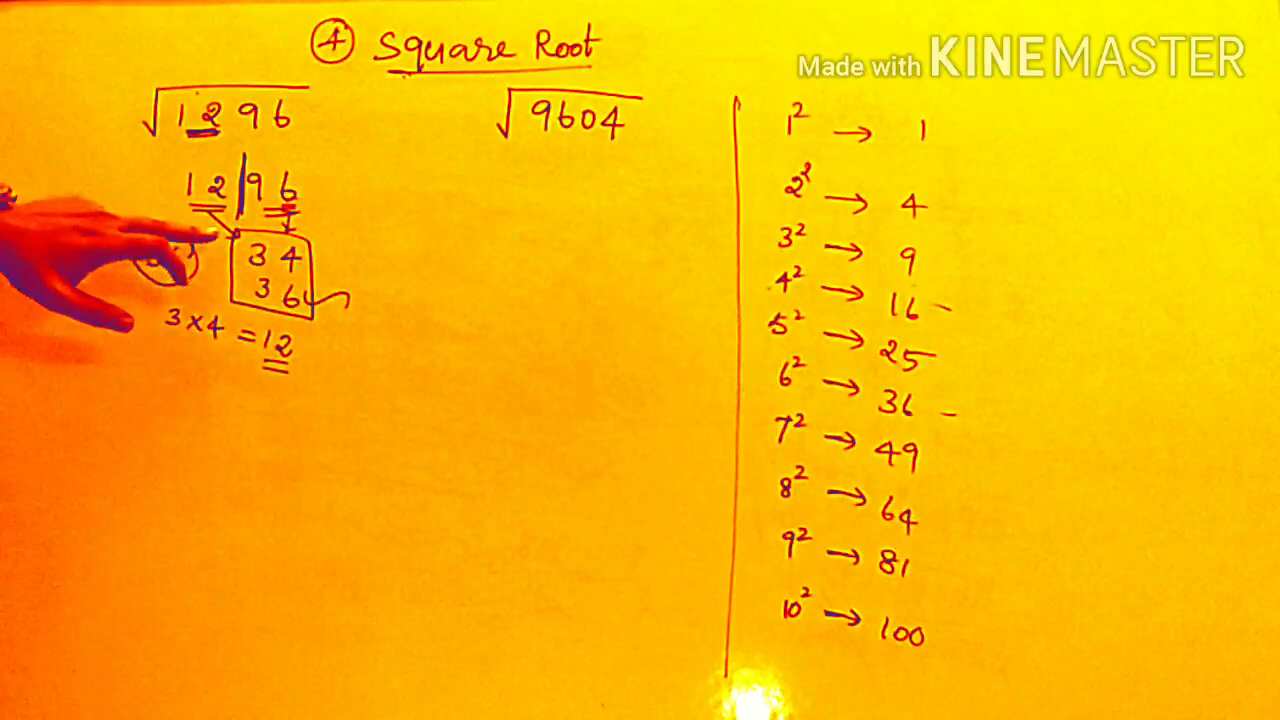 ④ Square Root
Made with KINEMASTER
√1296
√9604
12|96
34
36
3×4 = 12
1² → 1
2² → 4
3² → 9
4² → 16
5² → 25
6² → 36
7² → 49
8² → 64
9² → 81
10² → 100